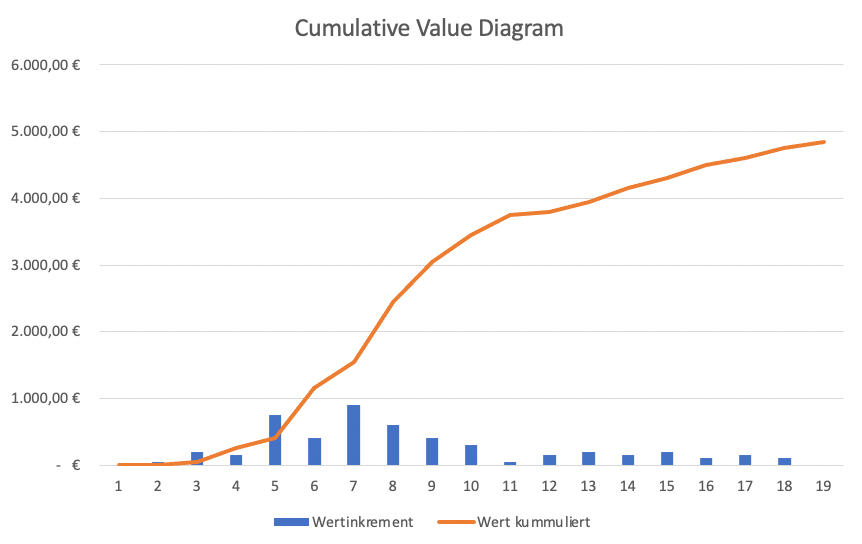 Cumulative Value Diagram
6.000,00 €
5.000,00 €
4.000,00 €
3.000,00 €
2.000,00 €
1.000,00 €
- €
1 2 3 4 5 6 7 8 9 10 11 12 13 14 15 16 17 18 19
Wertinkrement Wert kummuliert